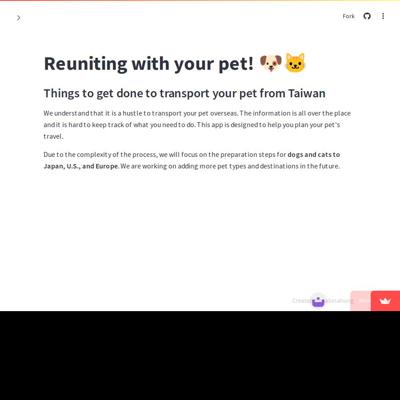 Fork
Reuniting with your pet! 🐶🐱
Things to get done to transport your pet from Taiwan
We understand that it is a hustle to transport your pet overseas. The information is all over the place
and it is hard to keep track of what you need to do. This app is designed to help you plan your pet's
travel.
Due to the complexity of the process, we will focus on the preparation steps for dogs and cats to
Japan, U.S., and Europe. We are working on adding more pet types and destinations in the future.